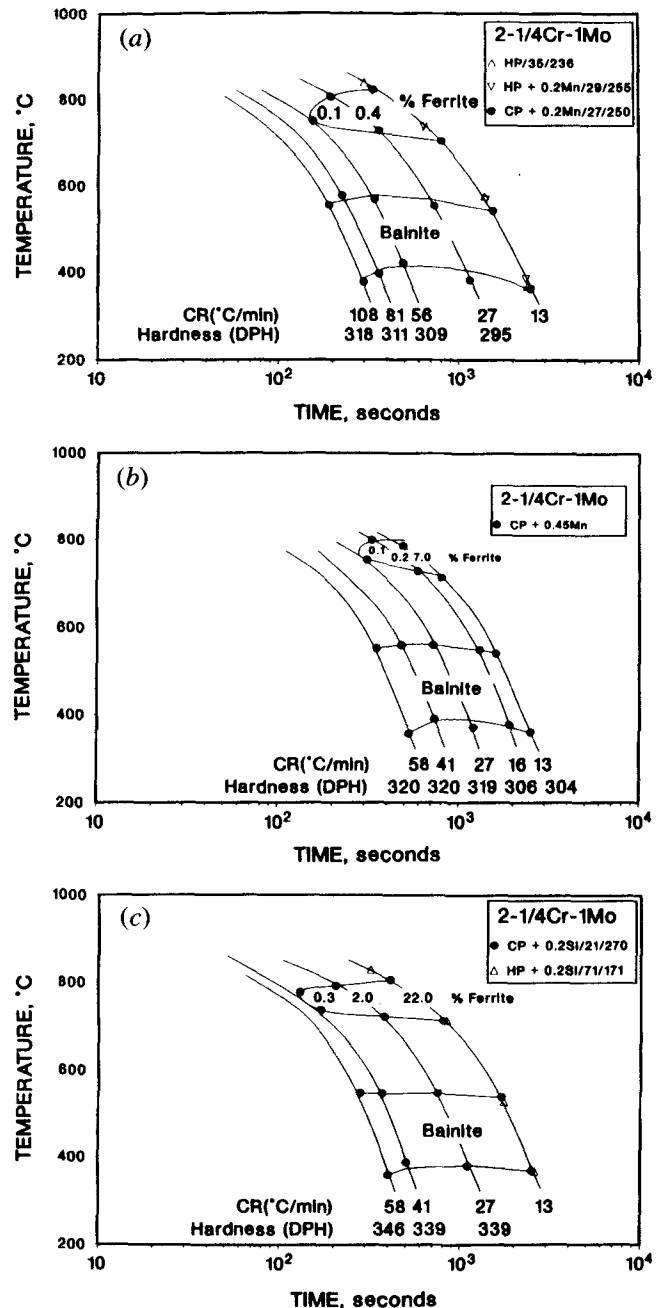 (a)
2-1/4Cr-1Mo
△ HP/35/236
▽ HP + 0.2Mn/29/255
● CP + 0.2Mn/27/250
1000
800
600
400
200
TEMPERATURE, °C
% Ferrite
0.1 0.4
Bainite
CR(°C/min) 108 81 56 27 13
Hardness (DPH) 318 311 309 295
10 10² 10³ 10⁴
TIME, seconds
(b)
2-1/4Cr-1Mo
● CP + 0.45Mn
1000
800
600
400
200
TEMPERATURE, °C
0.1 0.2 7.0 % Ferrite
Bainite
CR(°C/min) 58 41 27 16 13
Hardness (DPH) 320 320 319 306 304
10 10² 10³ 10⁴
TIME, seconds
(c)
2-1/4Cr-1Mo
● CP + 0.2Si/21/270
△ HP + 0.2Si/71/171
1000
800
600
400
200
TEMPERATURE, °C
0.3 2.0 22.0 % Ferrite
Bainite
CR(°C/min) 58 41 27 13
Hardness (DPH) 346 339 339
10 10² 10³ 10⁴
TIME, seconds